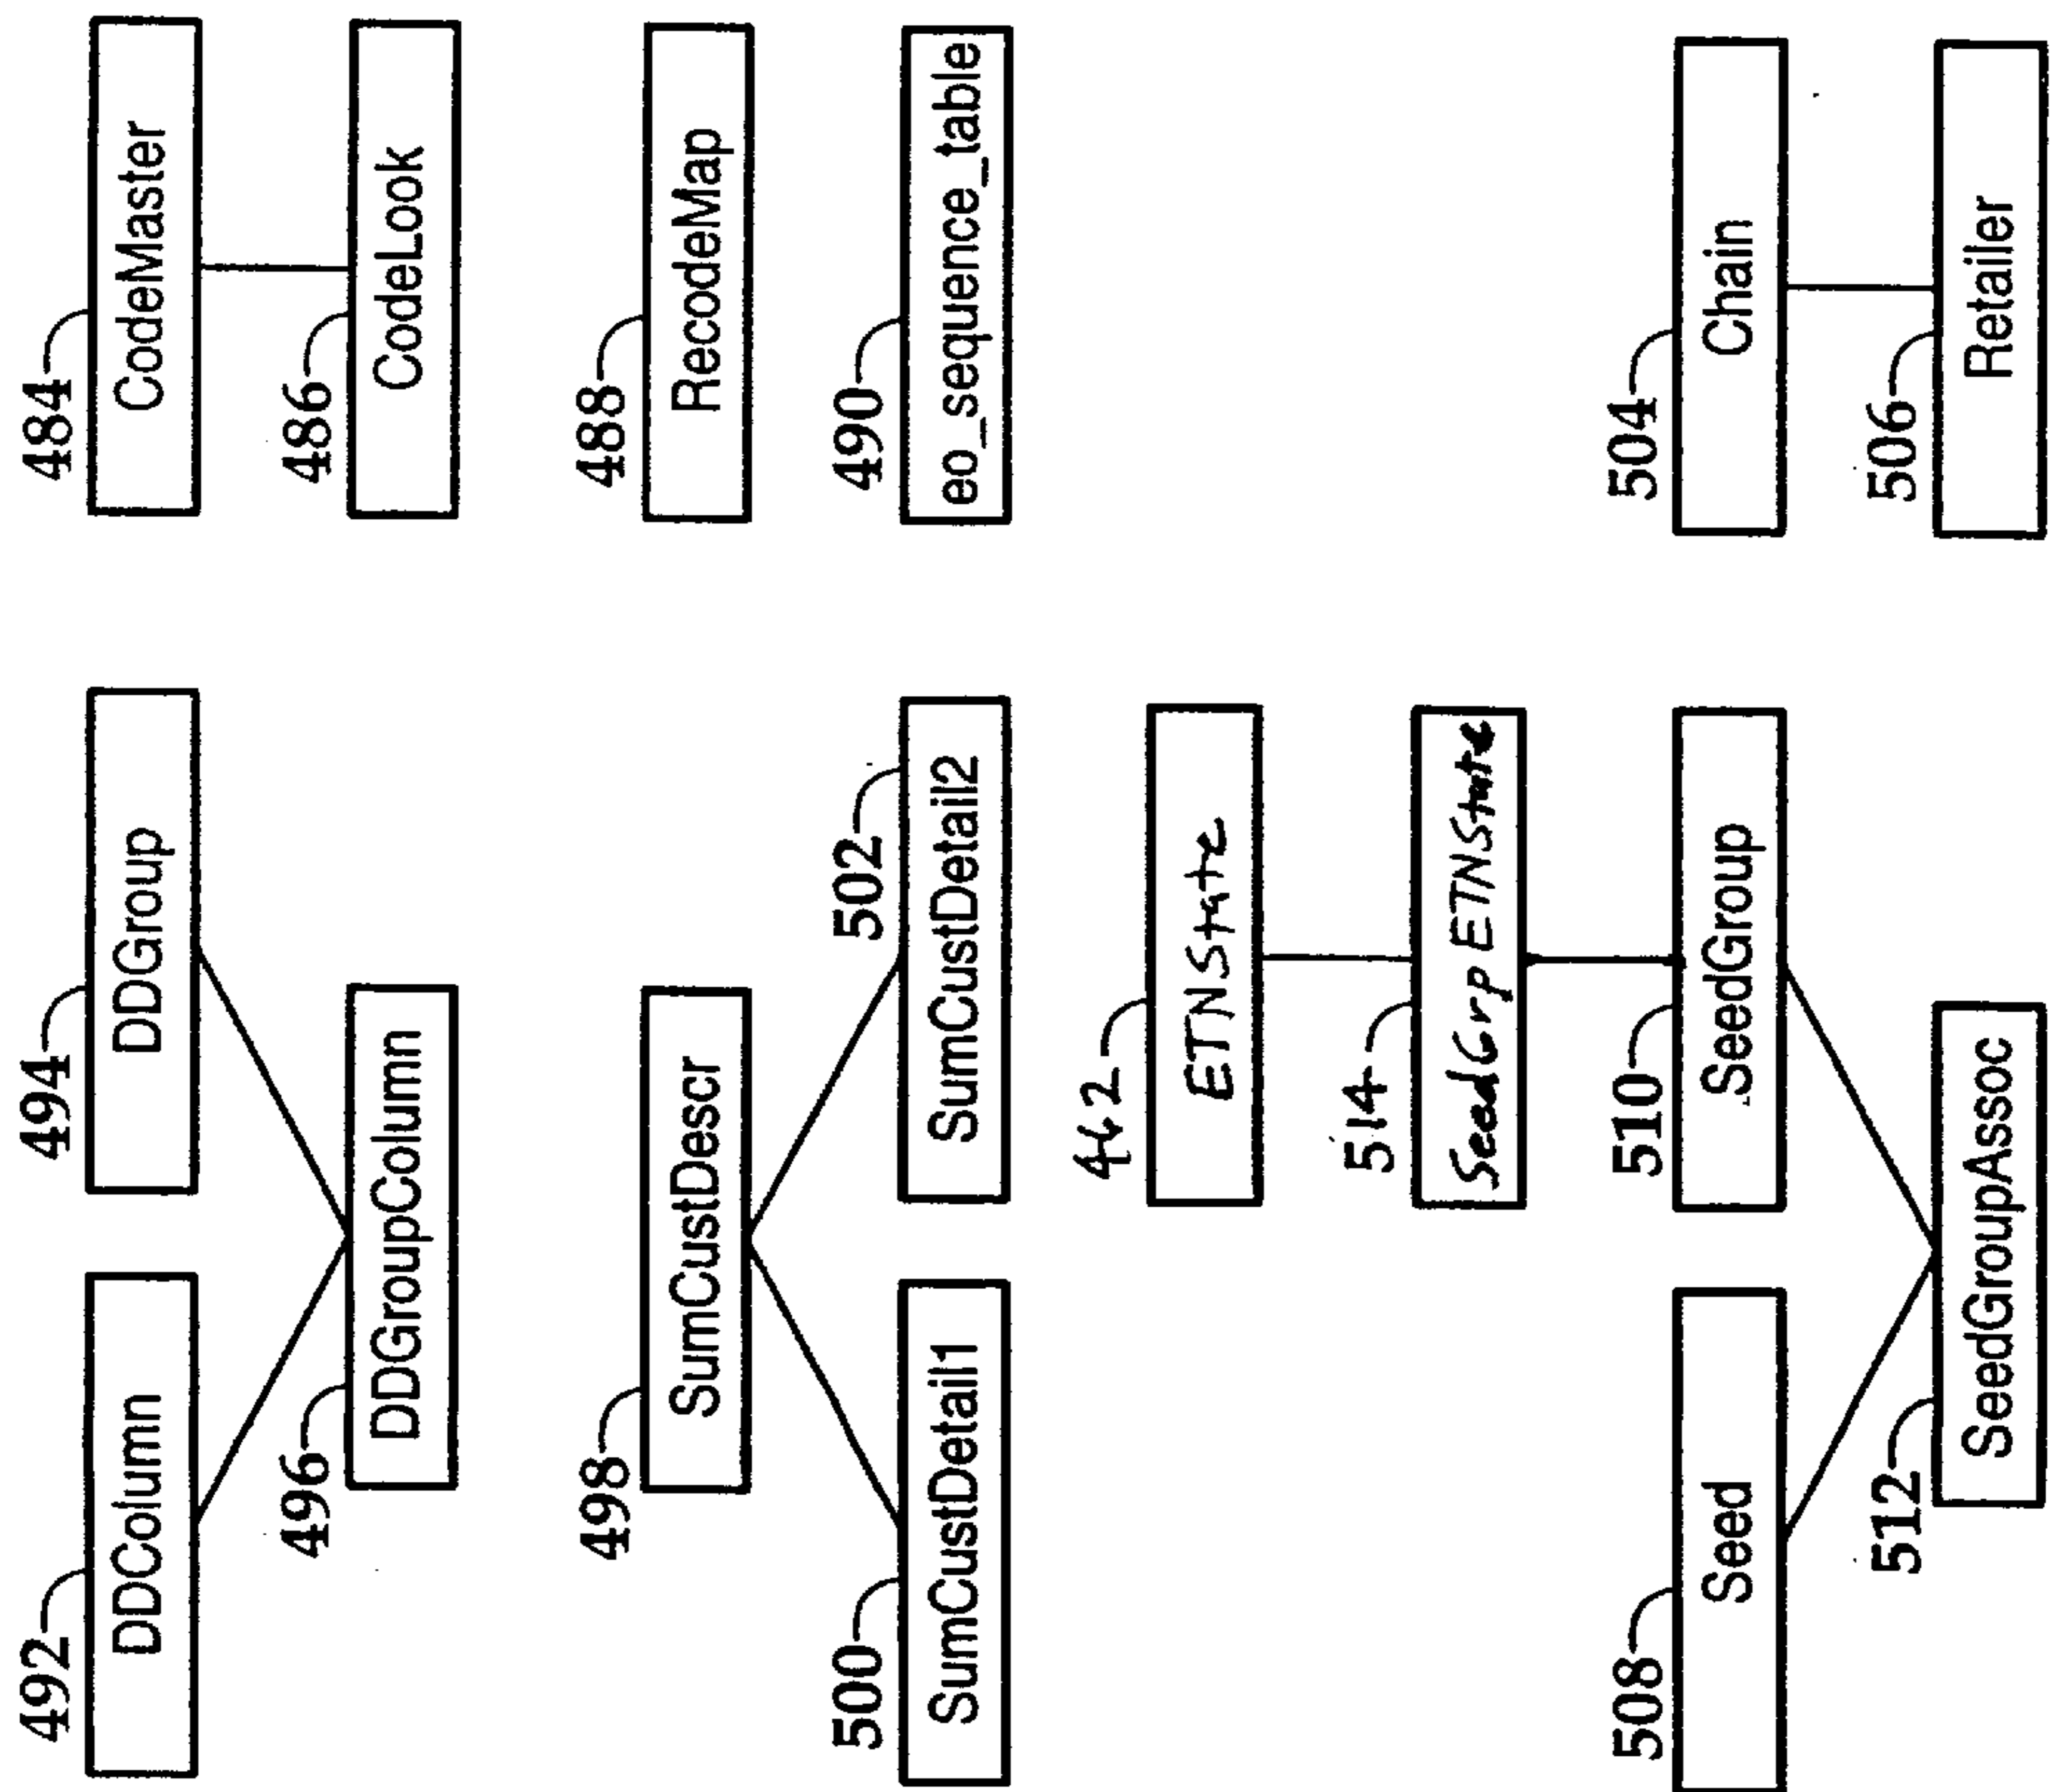 492
DDColumn
494
DDGroup
484
CodeMaster
496
DDGroupColumn
486
CodeLook
498
SumCustDescr
488
RecodeMap
500
SumCustDetail1
502
SumCustDetail2
490
eo_sequence_table
462
ETNState
514
SeedGrpETNState
508
Seed
510
SeedGroup
504
Chain
512
SeedGroupAssoc
506
Retailer